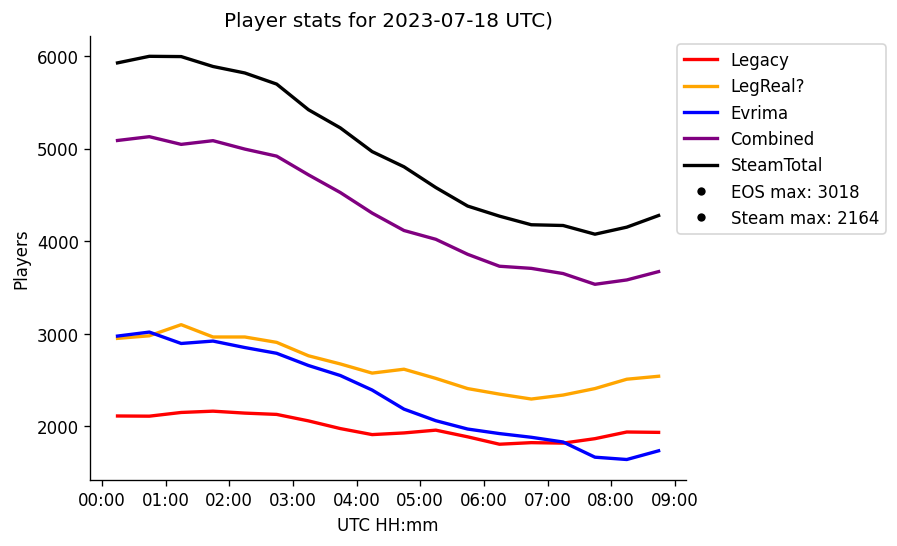 Player stats for 2023-07-18 UTC)
6000
5000
4000
3000
2000
Players
00:00 01:00 02:00 03:00 04:00 05:00 06:00 07:00 08:00 09:00
UTC HH:mm
Legacy
LegReal?
Evrima
Combined
SteamTotal
EOS max: 3018
Steam max: 2164